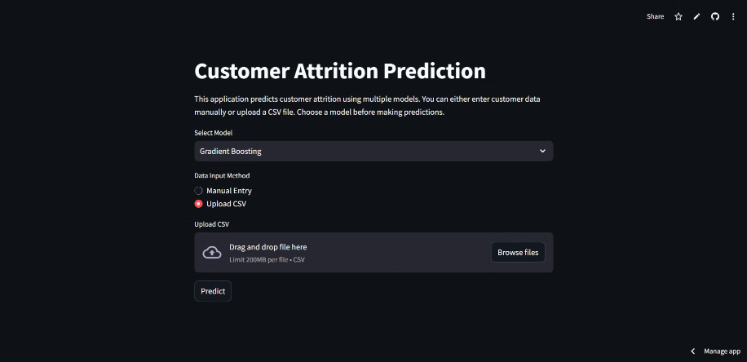 Share
Customer Attrition Prediction
This application predicts customer attrition using multiple models. You can either enter customer data
manually or upload a CSV file. Choose a model before making predictions.
Select Model
Gradient Boosting
Data Input Method
Manual Entry
Upload CSV
Upload CSV
Drag and drop file here
Limit 200MB per file • CSV
Browse files
Predict
Manage app